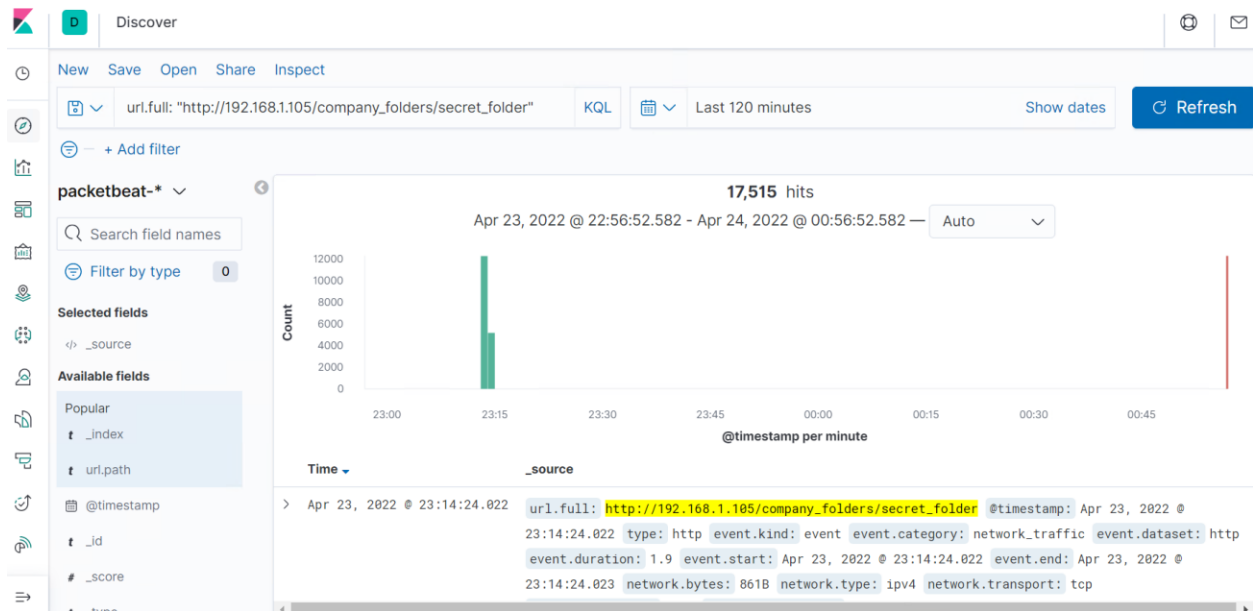 D Discover
New Save Open Share Inspect
url.full: "http://192.168.1.105/company_folders/secret_folder" KQL Last 120 minutes Show dates Refresh
+ Add filter
packetbeat-*
Search field names
Filter by type 0
Selected fields
</> _source
Available fields
Popular
t _index
t url.path
@timestamp
t _id
# _score
17,515 hits
Apr 23, 2022 @ 22:56:52.582 - Apr 24, 2022 @ 00:56:52.582 — Auto
Count
12000
10000
8000
6000
4000
2000
0
23:00 23:15 23:30 23:45 00:00 00:15 00:30 00:45
@timestamp per minute
Time _source
Apr 23, 2022 @ 23:14:24.022 url.full: http://192.168.1.105/company_folders/secret_folder @timestamp: Apr 23, 2022 @
23:14:24.022 type: http event.kind: event event.category: network_traffic event.dataset: http
event.duration: 1.9 event.start: Apr 23, 2022 @ 23:14:24.022 event.end: Apr 23, 2022 @
23:14:24.023 network.bytes: 861B network.type: ipv4 network.transport: tcp